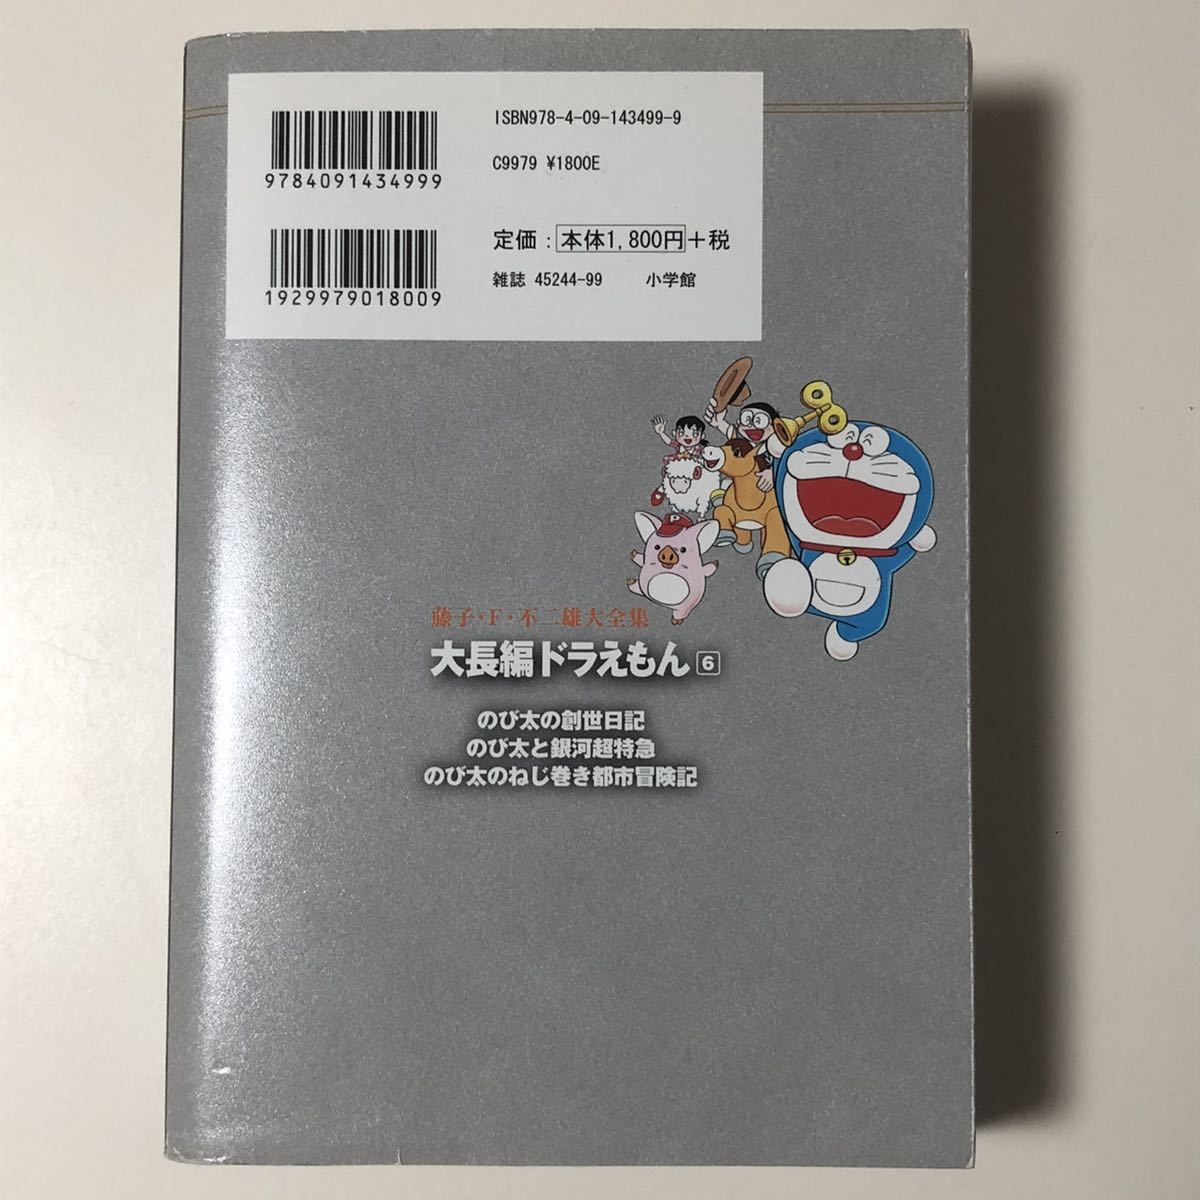 ISBN978-4-09-143499-9
9784091434999
C9979 ¥1800E
定価：本体1,800円＋税
1929979018009
雑誌 45244-99 小学館
P
藤子・F・不二雄大全集
大長編ドラえもん 6
のび太の創世日記
のび太と銀河超特急
のび太のねじ巻き都市冒険記